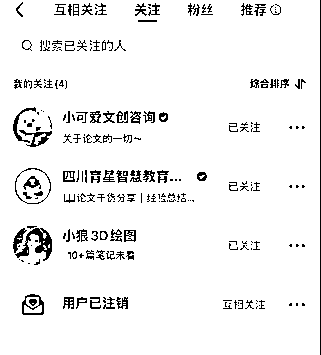 互相关注 关注 粉丝 推荐
搜索已关注的人
我的关注(4) 综合排序
小可爱文创咨询 已关注
关于论文的一切~
四川育星智慧教育... 已关注
论文干货分享｜经验总结...
小狼3D绘图 已关注
10+篇笔记未看
用户已注销 互相关注